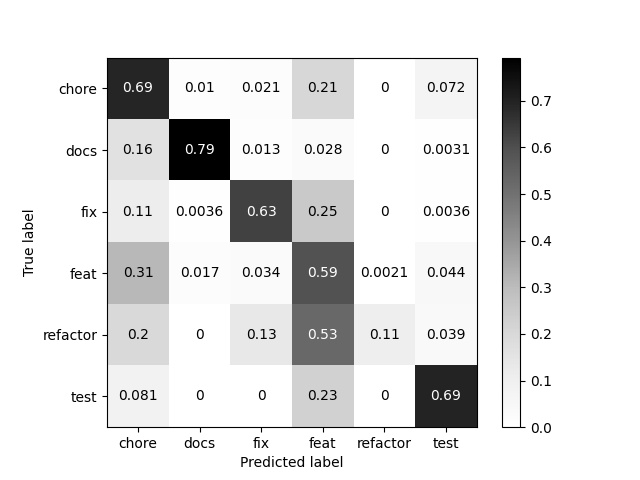 chore 0.69 0.01 0.021 0.21 0 0.072
docs 0.16 0.79 0.013 0.028 0 0.0031
fix 0.11 0.0036 0.63 0.25 0 0.0036
feat 0.31 0.017 0.034 0.59 0.0021 0.044
refactor 0.2 0 0.13 0.53 0.11 0.039
test 0.081 0 0 0.23 0 0.69
chore docs fix feat refactor test
Predicted label
True label
0.7
0.6
0.5
0.4
0.3
0.2
0.1
0.0